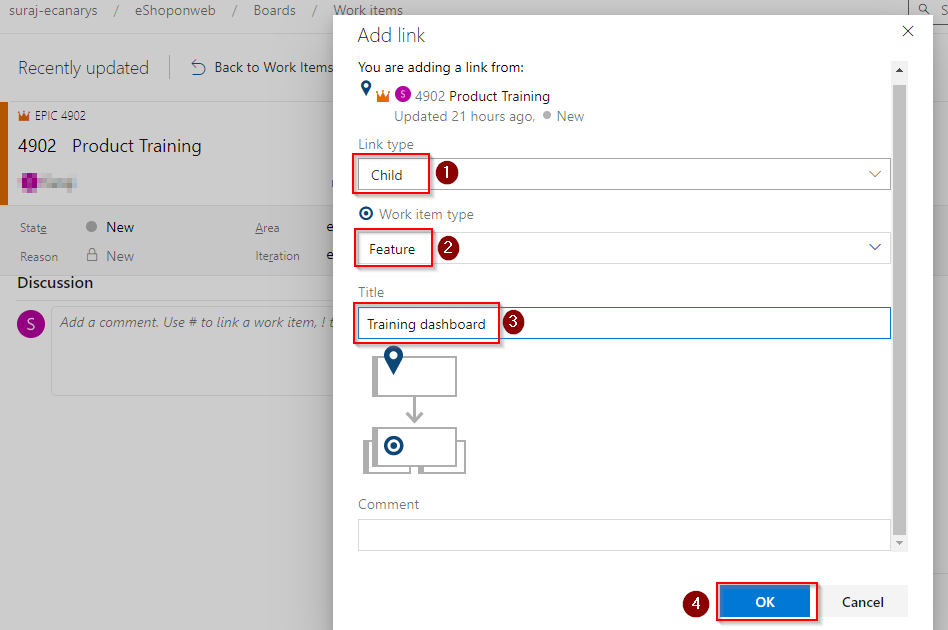 suraj-ecanarys / eShoponweb / Boards / Work items
S
Add link
Recently updated
Back to Work Items
You are adding a link from:
S 4902 Product Training
Updated 21 hours ago, New
EPIC 4902
4902 Product Training
Link type
Child 1
Work item type
Feature 2
State New Area e
Reason New Iteration e
Discussion
S Add a comment. Use # to link a work item, ! t
Title
Training dashboard 3
Comment
4 OK Cancel